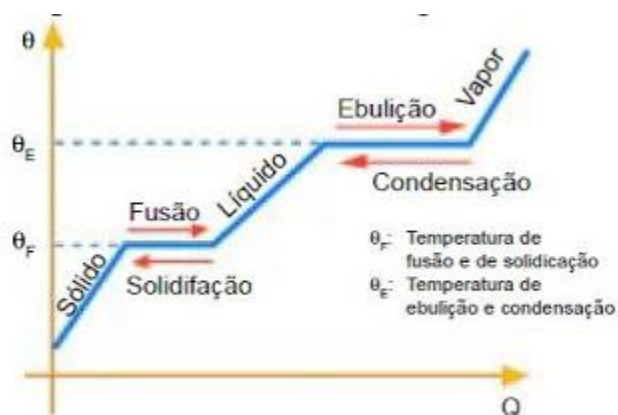 θ
Vapor
Ebulição
θE
Condensação
Líquido
Fusão
θF
Solidifação
Sólido
θF: Temperatura de
fusão e de solidicação
θE: Temperatura de
ebulição e condensação
Q